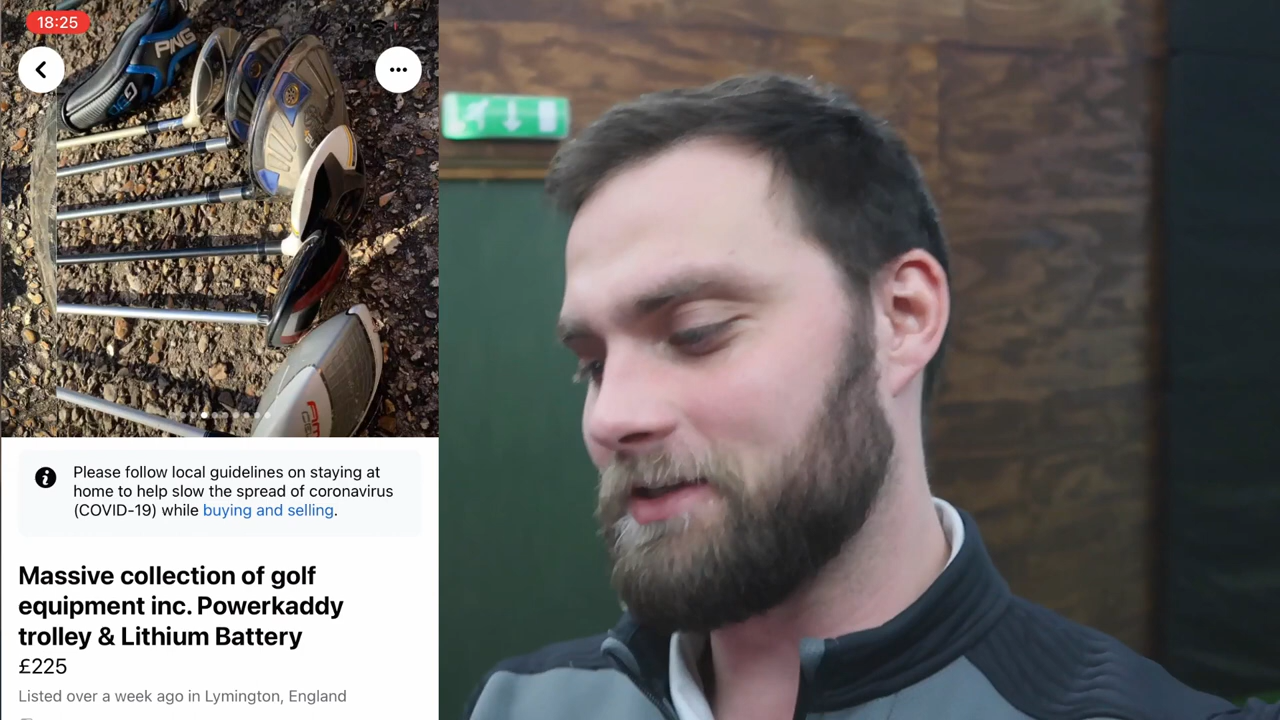 18:25
PING
G30
Please follow local guidelines on staying at
home to help slow the spread of coronavirus
(COVID-19) while buying and selling.
Massive collection of golf
equipment inc. Powerkaddy
trolley & Lithium Battery
£225
Listed over a week ago in Lymington, England